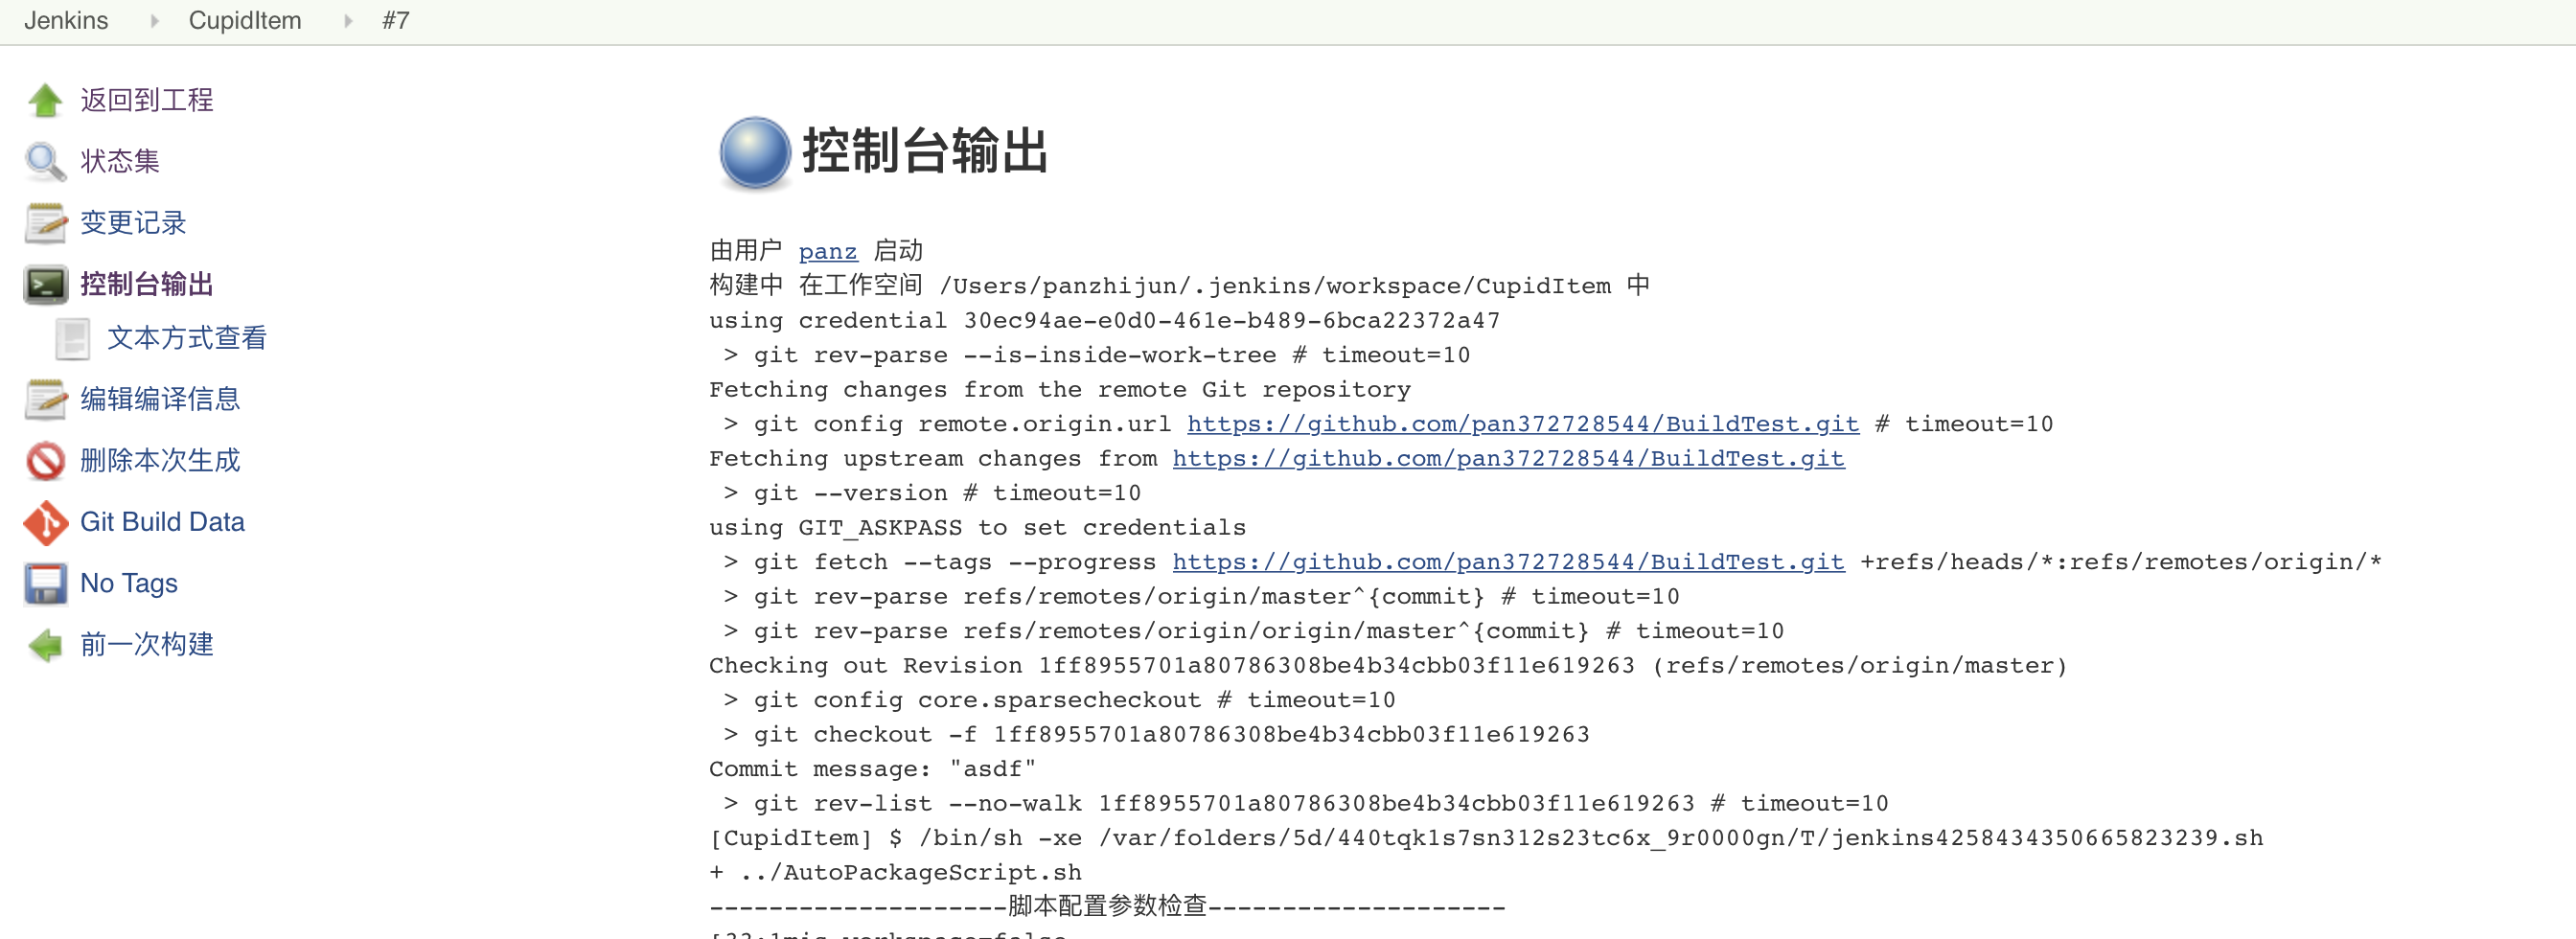 Jenkins CupidItem #7
返回到工程
状态集
变更记录
控制台输出
文本方式查看
编辑编译信息
删除本次生成
Git Build Data
No Tags
前一次构建
控制台输出
由用户 panz 启动
构建中 在工作空间 /Users/panzhijun/.jenkins/workspace/CupidItem 中
using credential 30ec94ae-e0d0-461e-b489-6bca22372a47
 > git rev-parse --is-inside-work-tree # timeout=10
Fetching changes from the remote Git repository
 > git config remote.origin.url https://github.com/pan372728544/BuildTest.git # timeout=10
Fetching upstream changes from https://github.com/pan372728544/BuildTest.git
 > git --version # timeout=10
using GIT_ASKPASS to set credentials
 > git fetch --tags --progress https://github.com/pan372728544/BuildTest.git +refs/heads/*:refs/remotes/origin/*
 > git rev-parse refs/remotes/origin/master^{commit} # timeout=10
 > git rev-parse refs/remotes/origin/origin/master^{commit} # timeout=10
Checking out Revision 1ff8955701a80786308be4b34cbb03f11e619263 (refs/remotes/origin/master)
 > git config core.sparsecheckout # timeout=10
 > git checkout -f 1ff8955701a80786308be4b34cbb03f11e619263
Commit message: "asdf"
 > git rev-list --no-walk 1ff8955701a80786308be4b34cbb03f11e619263 # timeout=10
[CupidItem] $ /bin/sh -xe /var/folders/5d/440tqk1s7sn312s23tc6x_9r0000gn/T/jenkins4258434350665823239.sh
+ ../AutoPackageScript.sh
--------------------脚本配置参数检查--------------------